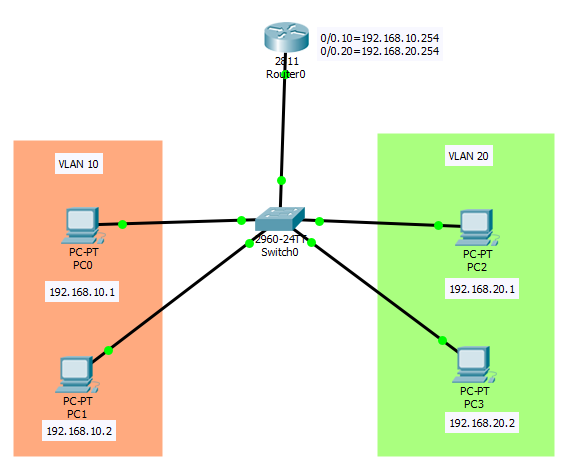 0/0.10=192.168.10.254
0/0.20=192.168.20.254
2811
Router0
VLAN 10
VLAN 20
2960-24TT
Switch0
PC-PT
PC0
192.168.10.1
PC-PT
PC2
192.168.20.1
PC-PT
PC1
192.168.10.2
PC-PT
PC3
192.168.20.2